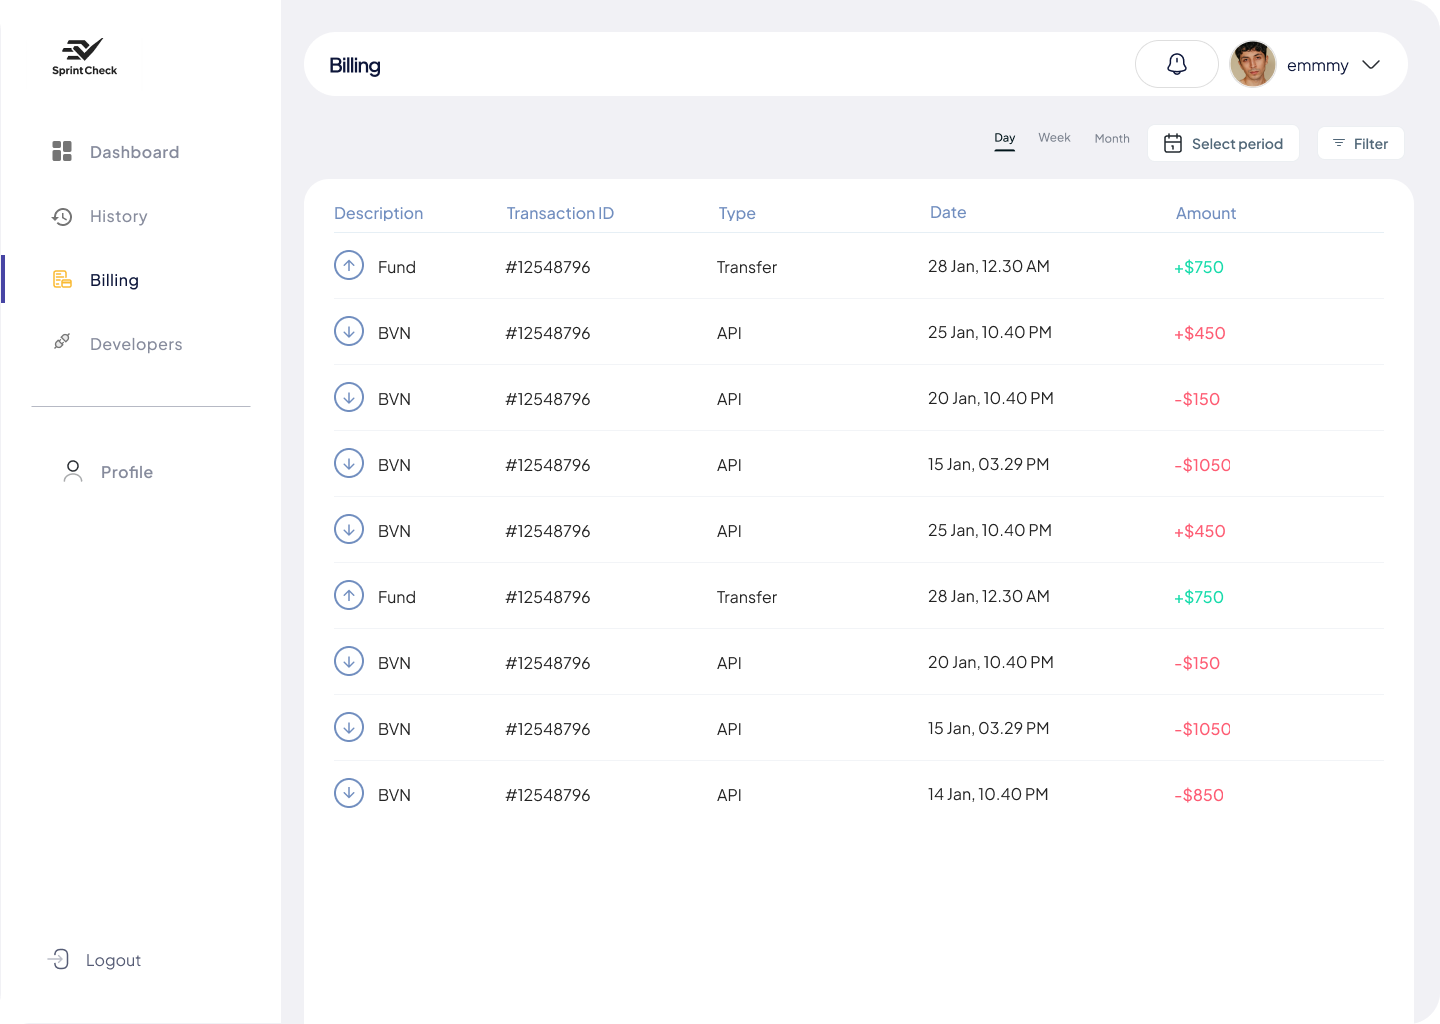 SprintCheck
Dashboard
History
Billing
Developers
Profile
Logout
Billing
emmmy
Day Week Month Select period Filter
Description Transaction ID Type Date Amount
Fund #12548796 Transfer 28 Jan, 12.30 AM +$750
BVN #12548796 API 25 Jan, 10.40 PM +$450
BVN #12548796 API 20 Jan, 10.40 PM -$150
BVN #12548796 API 15 Jan, 03.29 PM -$1050
BVN #12548796 API 25 Jan, 10.40 PM +$450
Fund #12548796 Transfer 28 Jan, 12.30 AM +$750
BVN #12548796 API 20 Jan, 10.40 PM -$150
BVN #12548796 API 15 Jan, 03.29 PM -$1050
BVN #12548796 API 14 Jan, 10.40 PM -$850